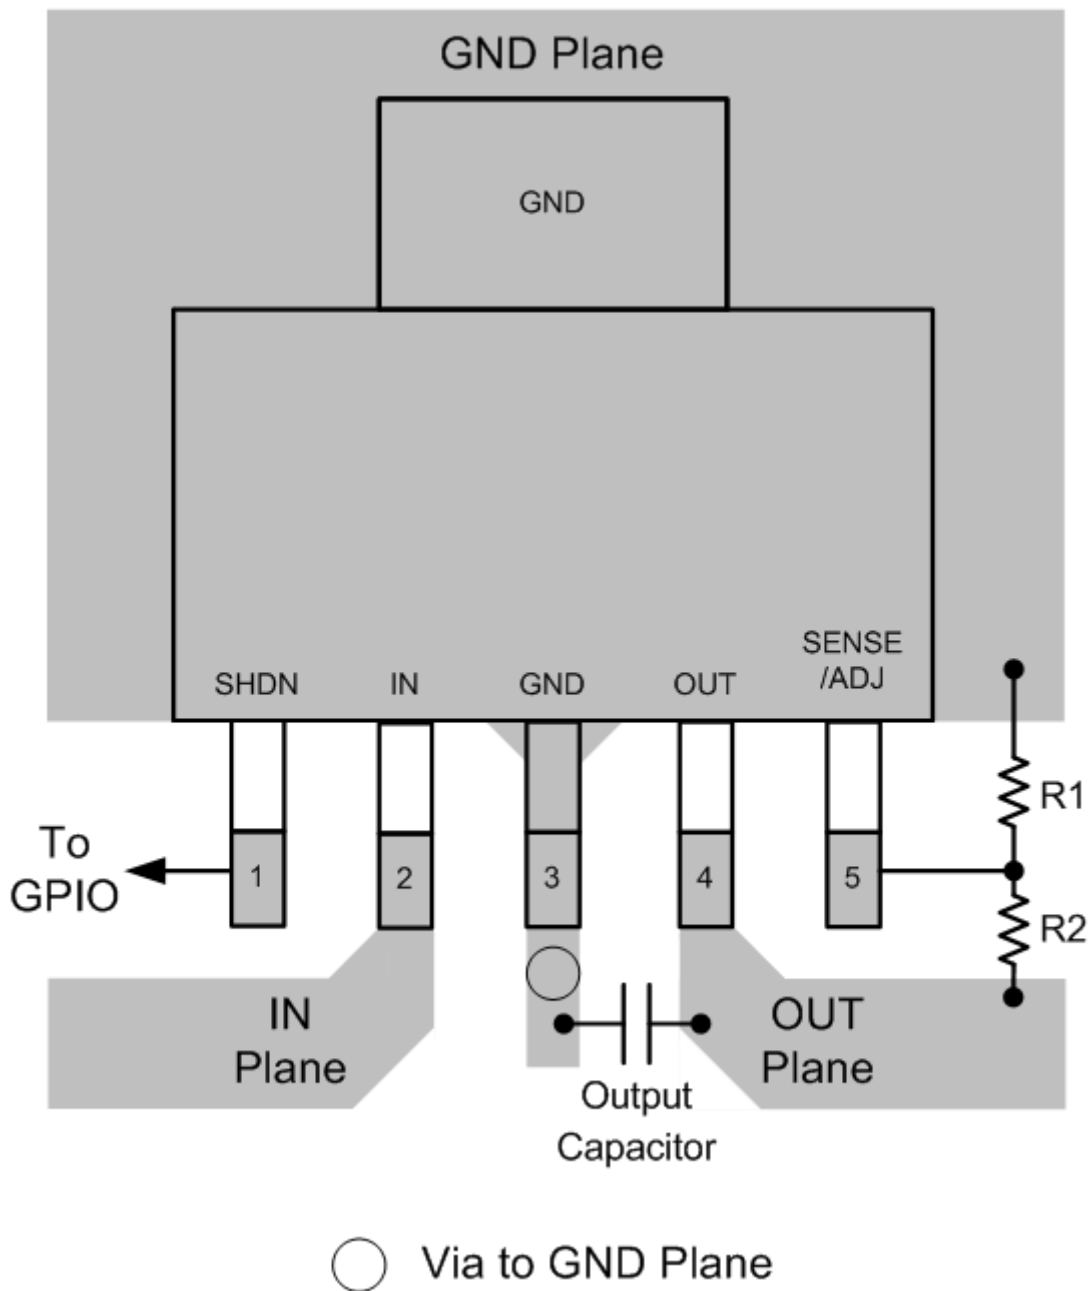 GND Plane
GND
SHDN
IN
GND
OUT
SENSE
/ADJ
R1
To
GPIO
1
2
3
4
5
R2
IN
Plane
OUT
Plane
Output
Capacitor
Via to GND Plane